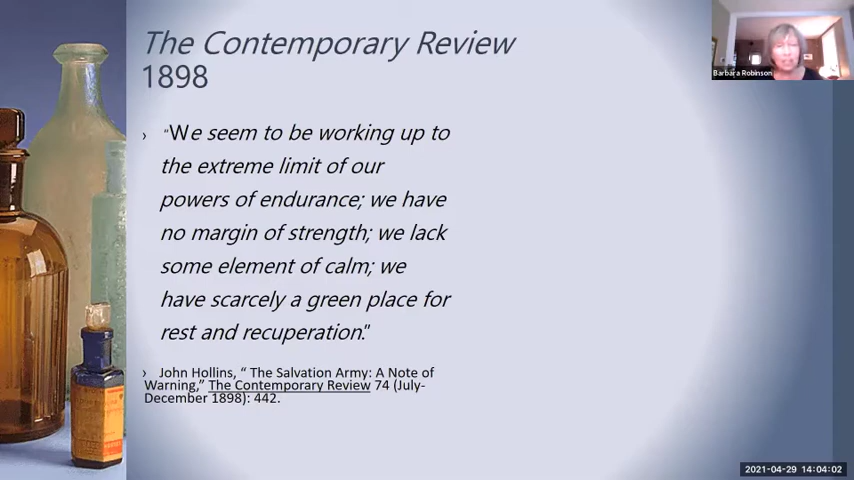 The Contemporary Review
1898
› "We seem to be working up to
the extreme limit of our
powers of endurance; we have
no margin of strength; we lack
some element of calm; we
have scarcely a green place for
rest and recuperation."
› John Hollins, “ The Salvation Army: A Note of
Warning,” The Contemporary Review 74 (July-
December 1898): 442.
Barbara Robinson
2021-04-29 14:04:02